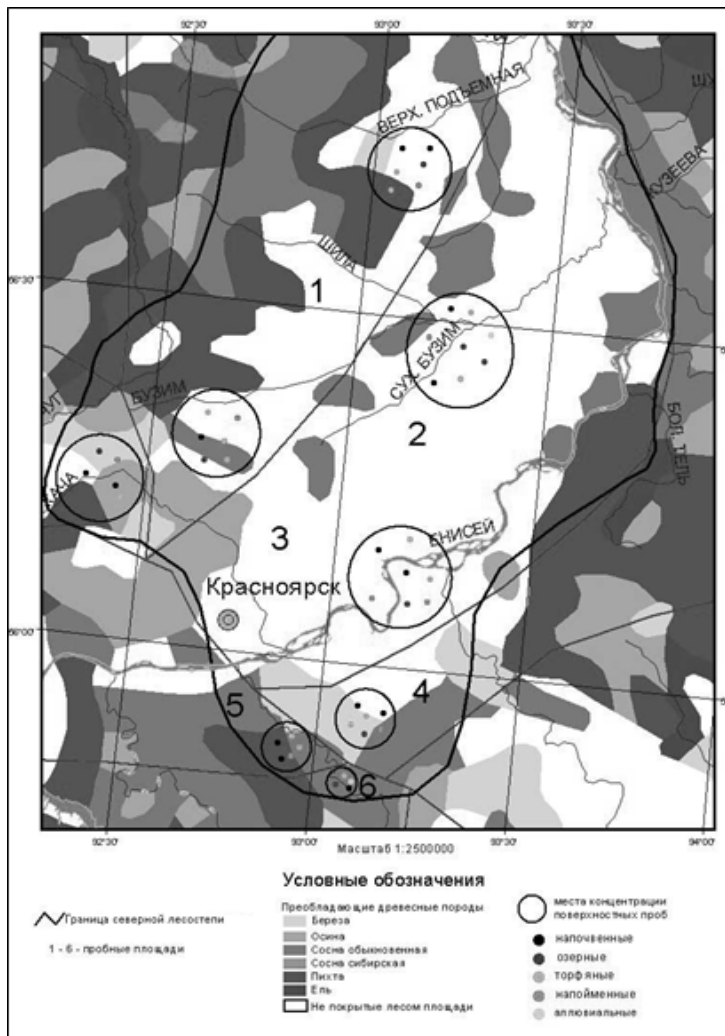 92°30'
93°00'
93°30'
ВЕРХ. ПОДЪЕМНАЯ
КУЗЕЕВА
ШИЛА
1
БУЗИМ
СУХ. БУЗИМ
2
БОЛ. ТЕЛЬ
КАЧА
3
ЕНИСЕЙ
Красноярск
4
5
6
92°30'
93°00'
93°30'
94°00'
Масштаб 1:2500000
Условные обозначения
Граница северной лесостепи
1 - 6 - пробные площади
Преобладающие древесные породы
Береза
Осина
Сосна обыкновенная
Сосна сибирская
Пихта
Ель
Не покрытые лесом площади
места концентрации
поверхностных проб
напочвенные
озерные
торфяные
напойменные
аллювиальные